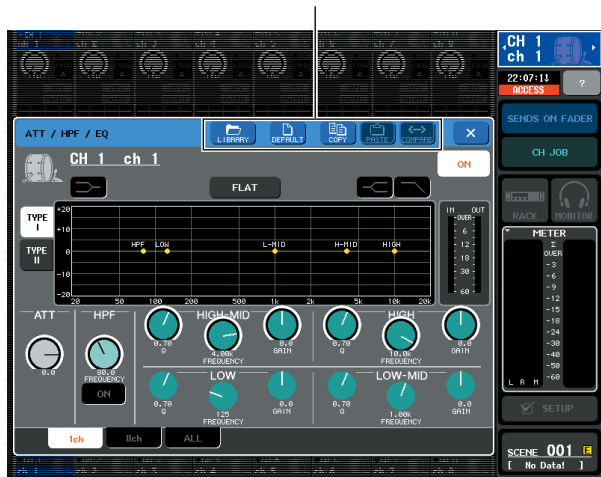 CH 1
ch 1
22:07:13
ACCESS
?
SENDS ON FADER
CH JOB
RACK
MONITOR
METER
Σ
OVER
-3
-6
-9
-12
-15
-18
-24
-30
-40
-50
-60
L R M
SETUP
SCENE 001 E
[ No Data! ]
ATT / HPF / EQ
LIBRARY
DEFAULT
COPY
PASTE
COMPARE
×
CH 1 ch 1
ON
FLAT
TYPE I
TYPE II
+20
+10
0
-10
-20
HPF
LOW
L-MID
H-MID
HIGH
20 50 100 200 500 1k 2k 5k 10k 20k
IN OUT
-OVER-
6
12
18
30
60
ATT
0.0
HPF
80.0
FREQUENCY
ON
HIGH-MID
0.70
Q
4.00k
FREQUENCY
0.0
GAIN
HIGH
0.70
Q
10.0k
FREQUENCY
0.0
GAIN
LOW
0.70
Q
125
FREQUENCY
0.0
GAIN
LOW-MID
0.70
Q
1.00k
FREQUENCY
0.0
GAIN
1ch
8ch
ALL